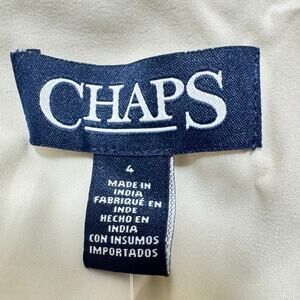 CHAPS
4
MADE IN
INDIA
FABRIQUÉ EN
INDE
HECHO EN
INDIA
CON INSUMOS
IMPORTADOS